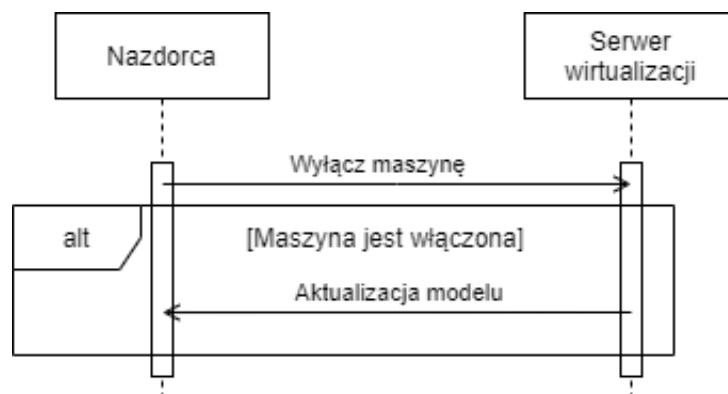 Nazdorca
Serwer
wirtualizacji
Wyłącz maszynę
alt
[Maszyna jest włączona]
Aktualizacja modelu